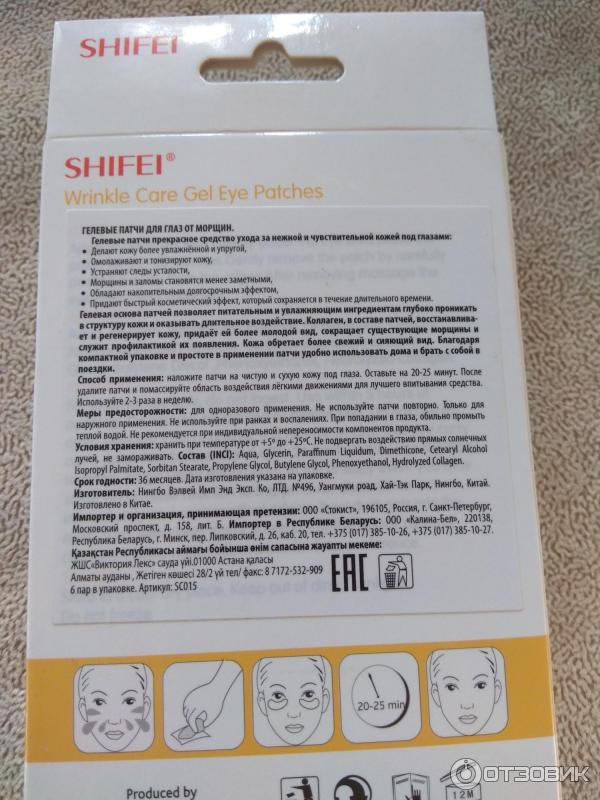 SHIFEI
SHIFEI®
Wrinkle Care Gel Eye Patches
ГЕЛЕВЫЕ ПАТЧИ ДЛЯ ГЛАЗ ОТ МОРЩИН.
Гелевые патчи прекрасное средство ухода за нежной и чувствительной кожей под глазами:
• Делают кожу более увлажнённой и упругой,
• Омолаживают и тонизируют кожу,
• Устраняют следы усталости,
• Морщины и заломы становятся менее заметными,
• Обладают накопительным долгосрочным эффектом,
• Придают быстрый косметический эффект, который сохраняется в течение длительного времени.
Гелевая основа патчей позволяет питательным и увлажняющим ингредиентам глубоко проникать
в структуру кожи и оказывать длительное воздействие. Коллаген, в составе патчей, восстанавлива-
ет и регенерирует кожу, придаёт ей более молодой вид, сокращает существующие морщины и
служит профилактикой их появления. Кожа обретает более свежий и сияющий вид. Благодаря
компактной упаковке и простоте в применении патчи удобно использовать дома и брать с собой в
поездки.
Способ применения: наложите патчи на чистую и сухую кожу под глаза. Оставьте на 20-25 минут. После
удалите патчи и помассируйте область воздействия лёгкими движениями для лучшего впитывания средства.
Используйте 2-3 раза в неделю.
Меры предосторожности: для одноразового применения. Не используйте патчи повторно. Только для
наружного применения. Не используйте при ранках и воспалениях. При попадании в глаза, обильно промыть
теплой водой. Не рекомендуется при индивидуальной непереносимости компонентов продукта.
Условия хранения: хранить при температуре от +5° до +25°C. Не подвергать воздействию прямых солнечных
лучей, не замораживать. Состав (INCI): Aqua, Glycerin, Paraffinum Liquidum, Dimethicone, Cetearyl Alcohol
Isopropyl Palmitate, Sorbitan Stearate, Propylene Glycol, Butylene Glycol, Phenoxyethanol, Hydrolyzed Collagen.
Срок годности: 36 месяцев. Дата изготовления указана на упаковке.
Изготовитель: Нингбо Вэлвей Имп Энд Эксп. Ко, ЛТД. №496, Уангмуки роад, Хай-Тэк Парк, Нингбо, Китай.
Изготовлено в Китае.
Импортер и организация, принимающая претензии: ООО «Стокист», 196105, Россия, г. Санкт-Петербург,
Московский проспект, д. 158, лит. Б. Импортер в Республике Беларусь: ООО «Калина-Бел», 220138,
Республика Беларусь, г. Минск, пер. Липковский, д. 26, каб. 20, тел. +375 (017) 385-10-26, +375 (017) 385-10-27.
Қазақстан Республикасы аймағы бойынша өнім сапасына жауапты мекеме:
ЖШС«Виктория Лекс» сауда үйі.01000 Астана қаласы
Алматы ауданы , Жетіген көшесі 28/2 үй тел/ факс: 8 7172-532-909
6 пар в упаковке. Артикул: SC015
EAC
20-25 min
Produced by
12M
ОТЗОВИК